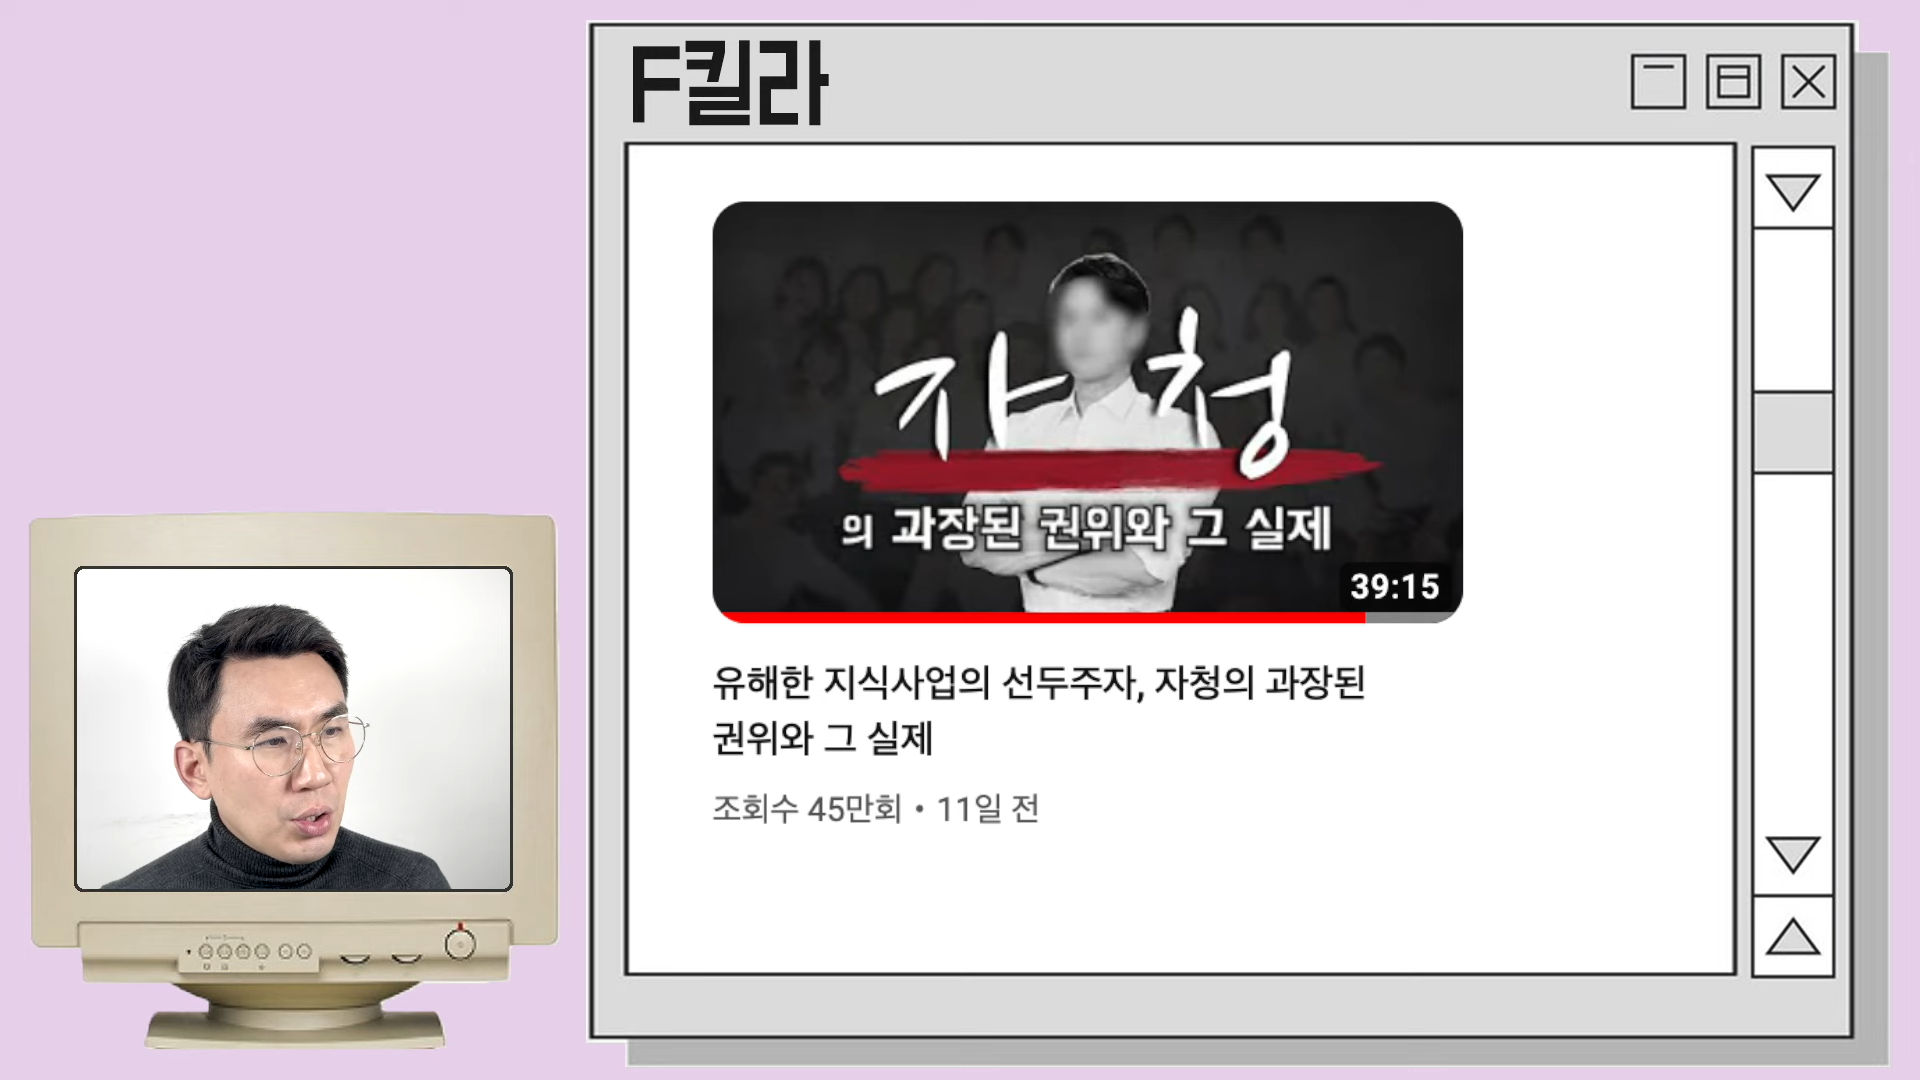 F킬라
자청
의 과장된 권위와 그 실제
39:15
유해한 지식사업의 선두주자, 자청의 과장된
권위와 그 실제
조회수 45만회 • 11일 전